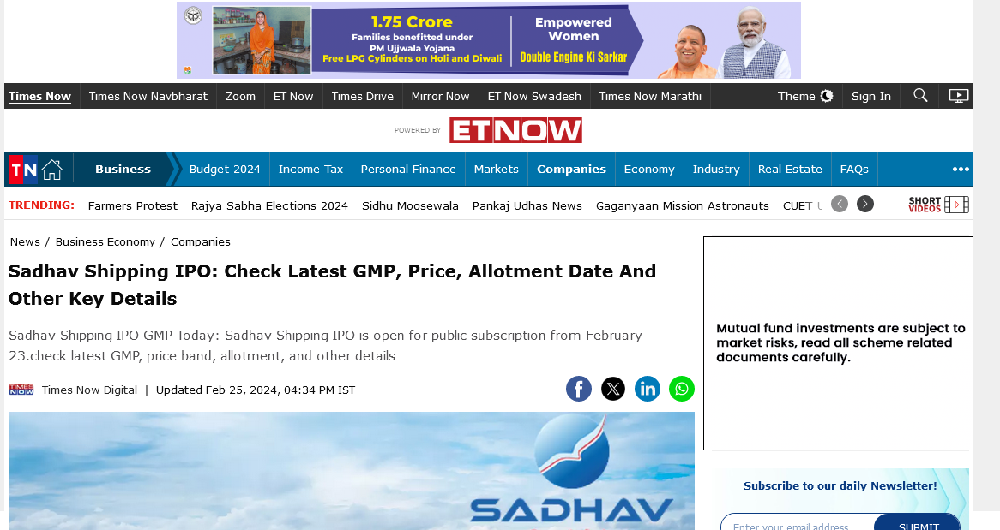 1.75 Crore
Families benefitted under
PM Ujjwala Yojana
Free LPG Cylinders on Holi and Diwali
Empowered
Women
Double Engine Ki Sarkar
Times Now Times Now Navbharat Zoom ET Now Times Drive Mirror Now ET Now Swadesh Times Now Marathi Theme Sign In
POWERED BY ETNOW
TN Business Budget 2024 Income Tax Personal Finance Markets Companies Economy Industry Real Estate FAQs
TRENDING: Farmers Protest Rajya Sabha Elections 2024 Sidhu Moosewala Pankaj Udhas News Gaganyaan Mission Astronauts CUET U
SHORT
VIDEOS
News / Business Economy / Companies
Sadhav Shipping IPO: Check Latest GMP, Price, Allotment Date And
Other Key Details
Sadhav Shipping IPO GMP Today: Sadhav Shipping IPO is open for public subscription from February
23.check latest GMP, price band, allotment, and other details
TIMES
NOW
Times Now Digital | Updated Feb 25, 2024, 04:34 PM IST
SADHAV
Mutual fund investments are subject to
market risks, read all scheme related
documents carefully.
Subscribe to our daily Newsletter!
Enter your email address SUBMIT